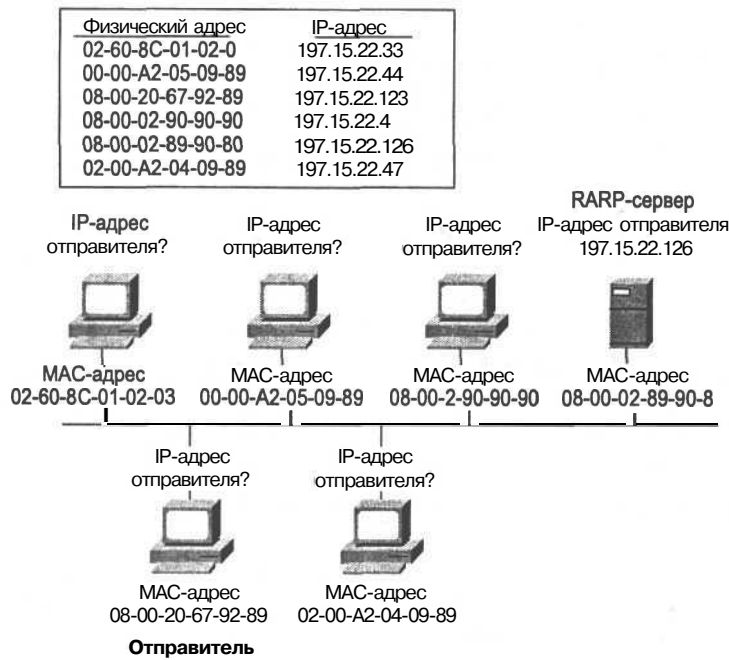 Физический адрес IP-адрес
02-60-8C-01-02-0 197.15.22.33
00-00-A2-05-09-89 197.15.22.44
08-00-20-67-92-89 197.15.22.123
08-00-02-90-90-90 197.15.22.4
08-00-02-89-90-80 197.15.22.126
02-00-A2-04-09-89 197.15.22.47
IP-адрес
отправителя?
IP-адрес
отправителя?
IP-адрес
отправителя?
RARP-сервер
IP-адрес отправителя
197.15.22.126
MAC-адрес
02-60-8C-01-02-03
MAC-адрес
00-00-A2-05-09-89
MAC-адрес
08-00-2-90-90-90
MAC-адрес
08-00-02-89-90-8
IP-адрес
отправителя?
IP-адрес
отправителя?
MAC-адрес
08-00-20-67-92-89
MAC-адрес
02-00-A2-04-09-89
Отправитель